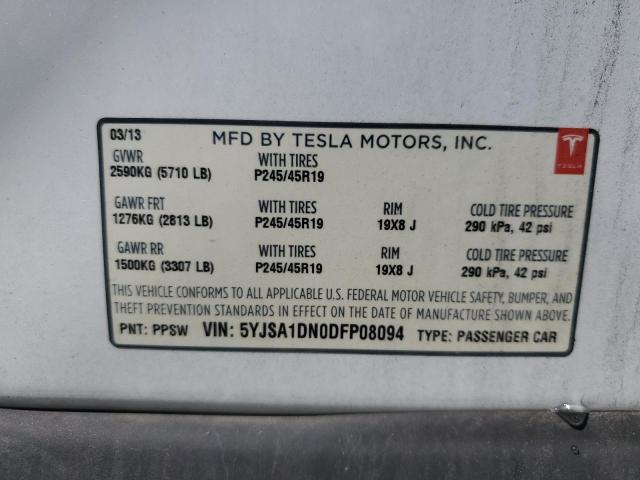 03/13 MFD BY TESLA MOTORS, INC.
TESLA
GVWR WITH TIRES
2590KG (5710 LB) P245/45R19
GAWR FRT WITH TIRES RIM COLD TIRE PRESSURE
1276KG (2813 LB) P245/45R19 19X8 J 290 kPa, 42 psi
GAWR RR WITH TIRES RIM COLD TIRE PRESSURE
1500KG (3307 LB) P245/45R19 19X8 J 290 kPa, 42 psi
THIS VEHICLE CONFORMS TO ALL APPLICABLE U.S. FEDERAL MOTOR VEHICLE SAFETY, BUMPER, AND
THEFT PREVENTION STANDARDS IN EFFECT ON THE DATE OF MANUFACTURE SHOWN ABOVE.
PNT: PPSW VIN: 5YJSA1DN0DFP08094 TYPE: PASSENGER CAR